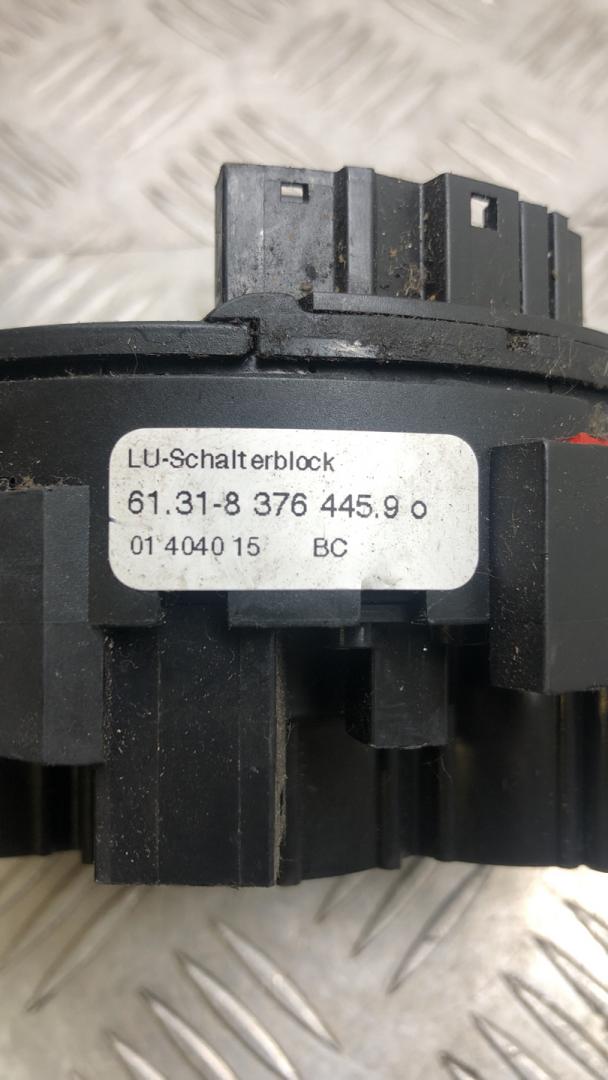 LU-Schalterblock
61.31-8 376 445.9 o
01 404015 BC